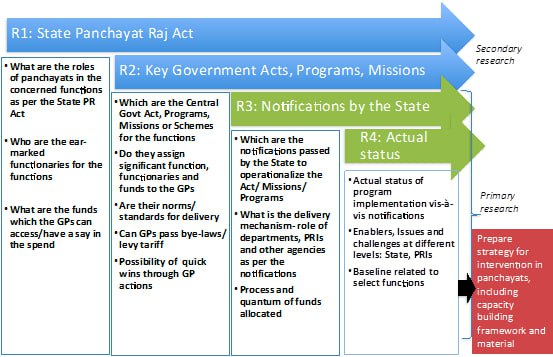 R1: State Panchayat Raj Act
Secondary
research
R2: Key Government Acts, Programs, Missions
R3: Notifications by the State
R4: Actual
status
• What are the roles
of panchayats in the
concerned functions
as per the State PR
Act
• Who are the ear-
marked
functionaries for the
functions
• What are the funds
which the GPs can
access/have a say in
the spend
• Which are the Central
Govt Act, Programs,
Missions or Schemes
for the functions
• Do they assign
significant function,
functionaries and
funds to the GPs
• Are their norms/
standards for delivery
• Can GPs pass bye-laws/
levy tariff
• Possibility of quick
wins through GP
actions
• Which are the
notifications passed
by the State to
operationalize the
Act/ Missions/
Programs
• What is the delivery
mechanism- role of
departments, PRIs
and other agencies
as per the
notifications
• Process and
quantum of funds
allocated
• Actual status of
program
implementation vis-à-
vis notifications
• Enablers, Issues and
challenges at different
levels: State, PRIs
• Baseline related to
select functions
Primary
research
Prepare
strategy for
intervention in
panchayats,
including
capacity
building
framework and
material